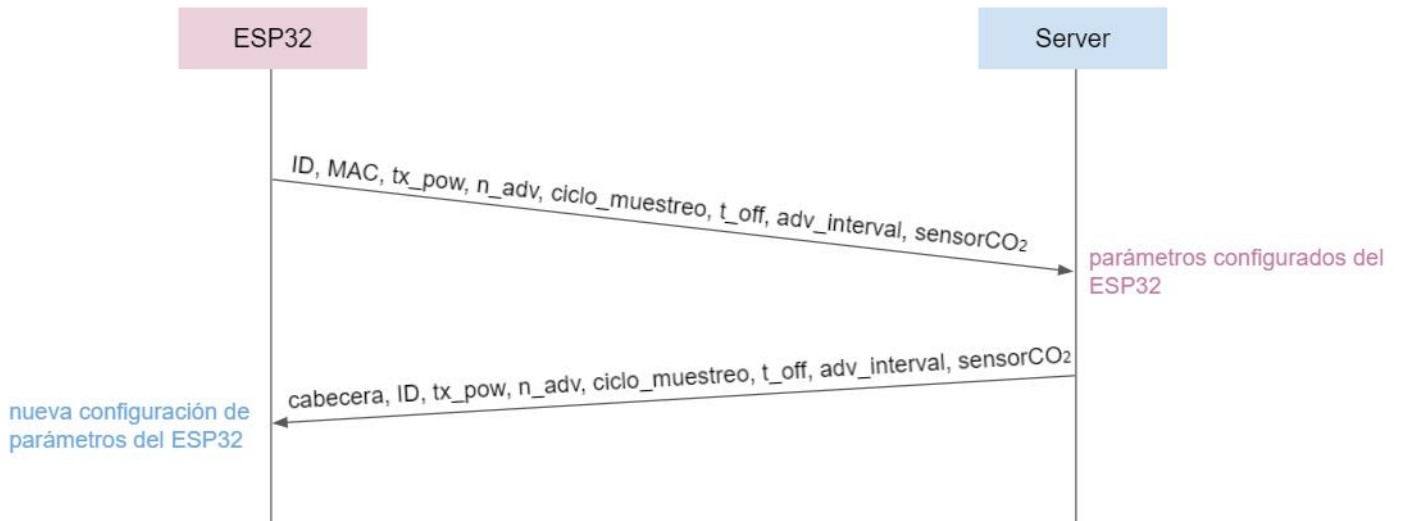 ESP32
Server
ID, MAC, tx_pow, n_adv, ciclo_muestreo, t_off, adv_interval, sensorCO₂
parámetros configurados del
ESP32
cabecera, ID, tx_pow, n_adv, ciclo_muestreo, t_off, adv_interval, sensorCO₂
nueva configuración de
parámetros del ESP32